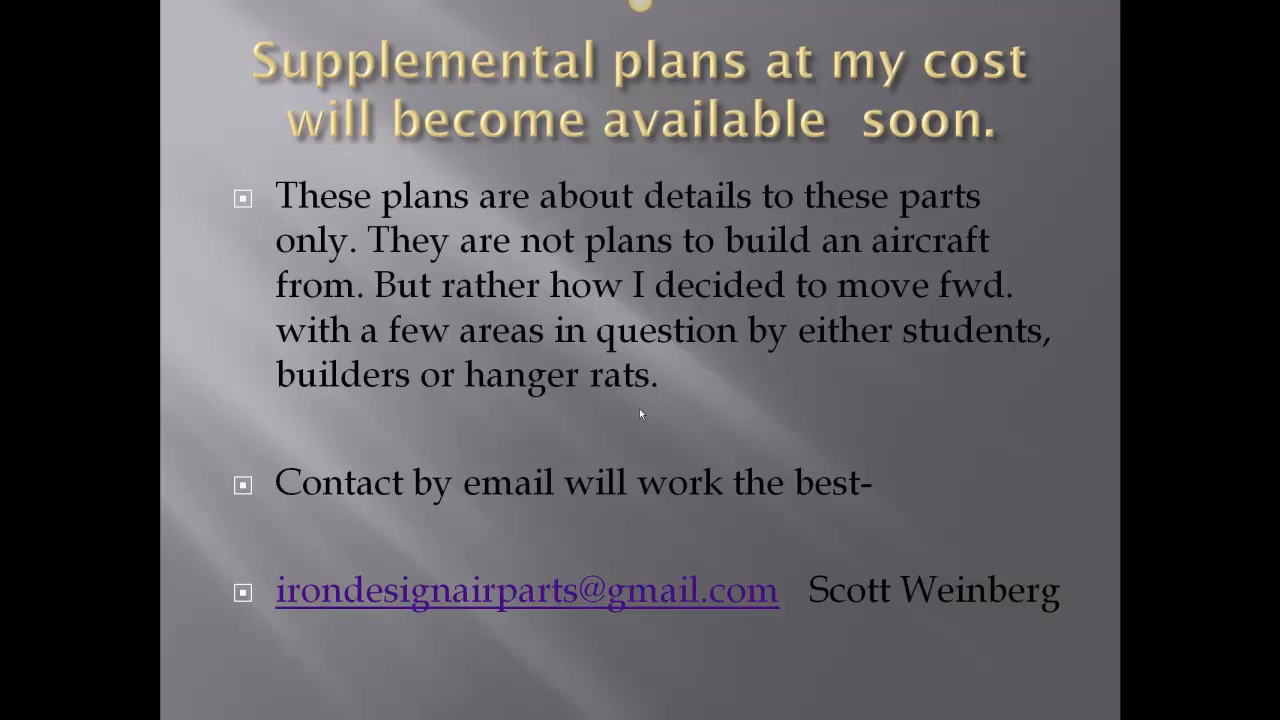 Supplemental plans at my cost
will become available soon.
These plans are about details to these parts
only. They are not plans to build an aircraft
from. But rather how I decided to move fwd.
with a few areas in question by either students,
builders or hanger rats.
Contact by email will work the best-
irondesignairparts@gmail.com Scott Weinberg